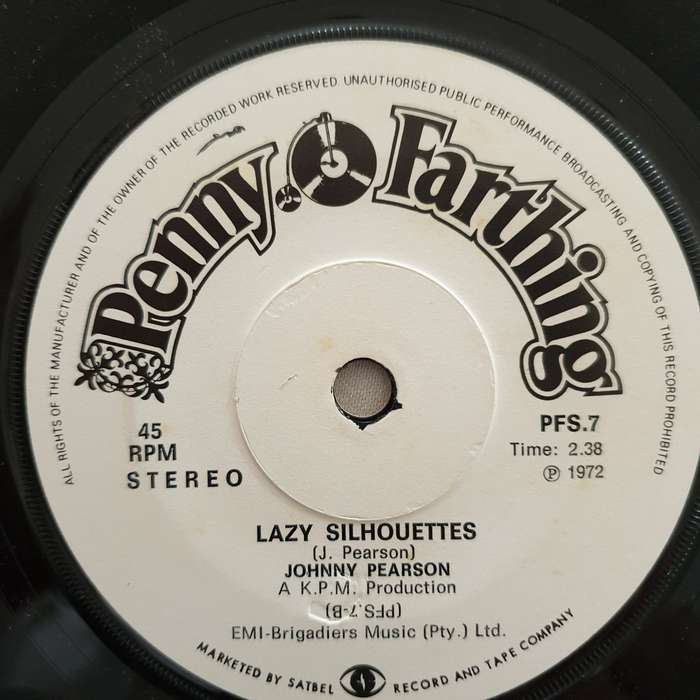 ALL RIGHTS OF THE MANUFACTURER AND OF THE OWNER OF THE RECORDED WORK RESERVED. UNAUTHORISED PUBLIC PERFORMANCE BROADCASTING AND COPYING OF THIS RECORD PROHIBITED
Penny Farthing
45
RPM
STEREO
PFS.7
Time: 2.38
℗ 1972
LAZY SILHOUETTES
(J. Pearson)
JOHNNY PEARSON
A K.P.M. Production
(PFS.7-B)
EMI-Brigadiers Music (Pty.) Ltd.
MARKETED BY SATBEL RECORD AND TAPE COMPANY